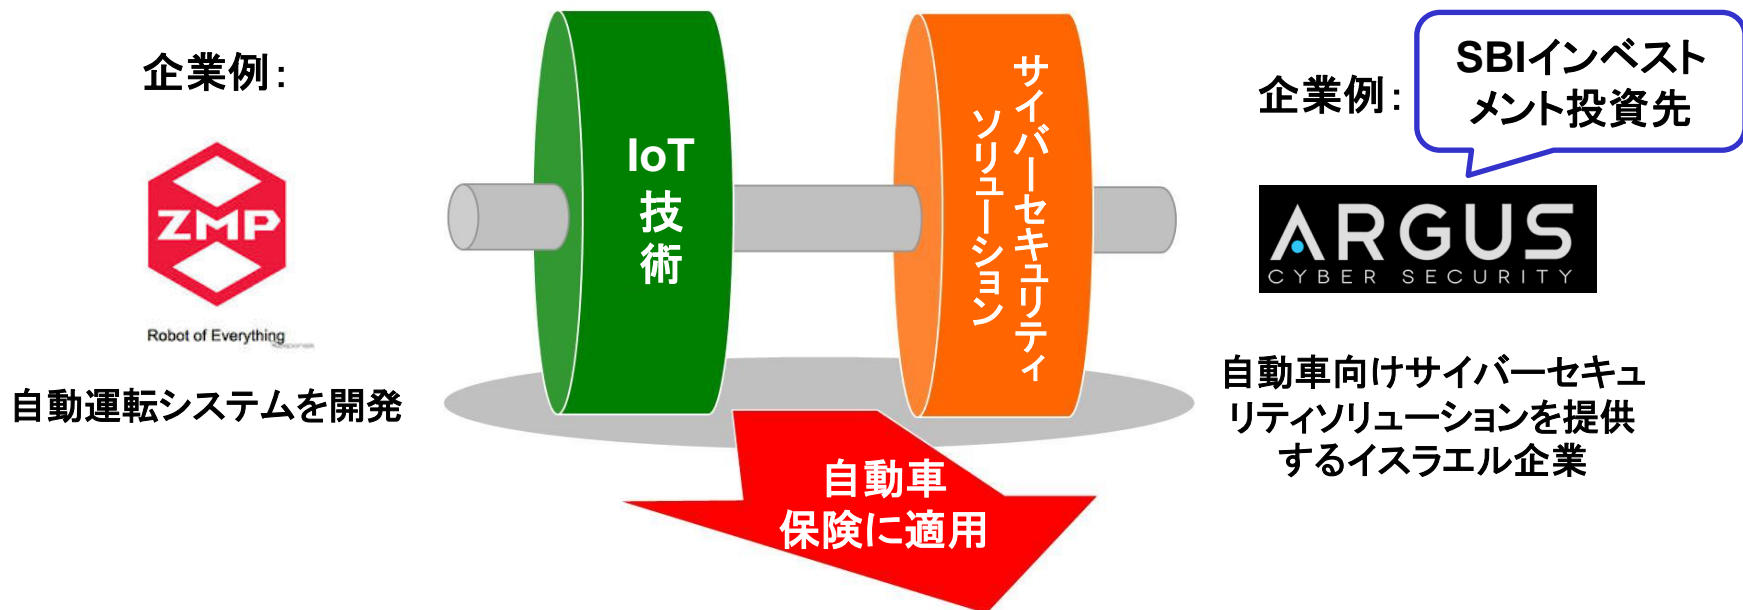 企業例：
ZMP
Robot of Everything
自動運転システムを開発
IoT
技
術
サイバーセキュリティ
ソリューション
自動車
保険に適用
企業例：
SBIインベスト
メント投資先
ARGUS
CYBER SECURITY
自動車向けサイバーセキュ
リティソリューションを提供
するイスラエル企業